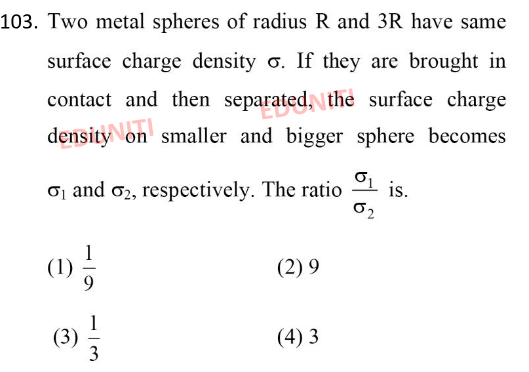 103. Two metal spheres of radius R and 3R have same
surface charge density σ. If they are brought in
contact and then separated, the surface charge
density on smaller and bigger sphere becomes
σ₁ and σ₂, respectively. The ratio σ₁/σ₂ is.
(1) 1/9 (2) 9
(3) 1/3 (4) 3
EDUNITI
EDUNITI